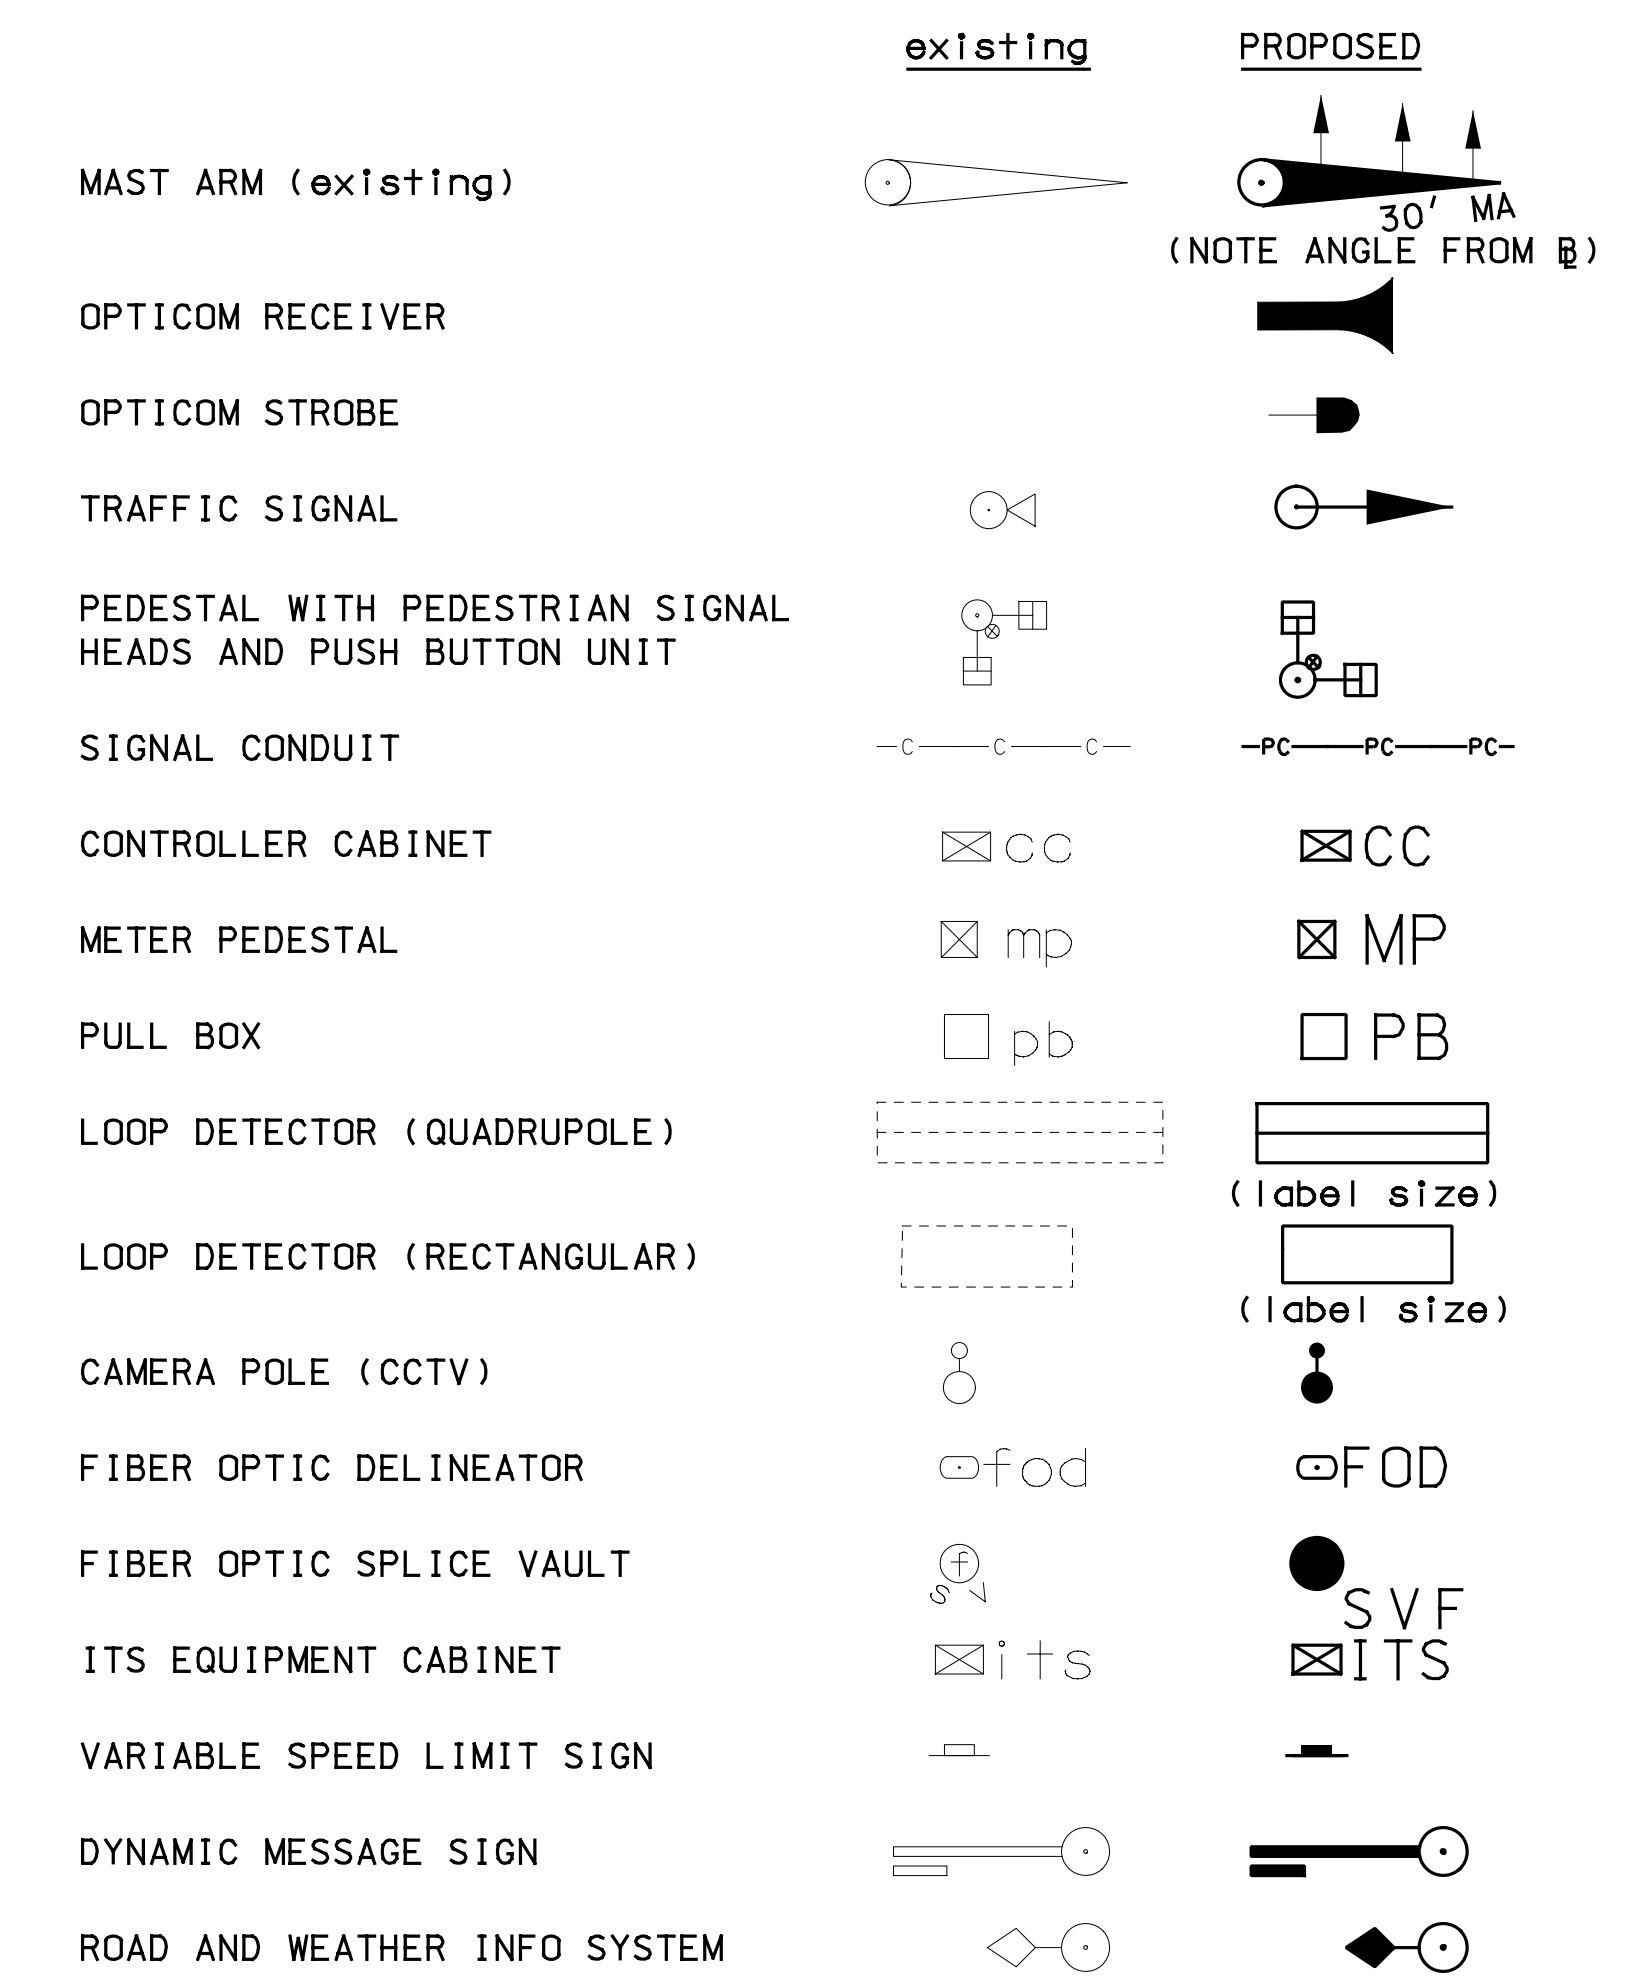 existing PROPOSED
MAST ARM (existing)
30' MA
(NOTE ANGLE FROM BL)
OPTICOM RECEIVER
OPTICOM STROBE
TRAFFIC SIGNAL
PEDESTAL WITH PEDESTRIAN SIGNAL
HEADS AND PUSH BUTTON UNIT
SIGNAL CONDUIT C C C PC PC PC
CONTROLLER CABINET cc CC
METER PEDESTAL mp MP
PULL BOX pb PB
LOOP DETECTOR (QUADRUPOLE)
(label size)
LOOP DETECTOR (RECTANGULAR)
(label size)
CAMERA POLE (CCTV)
FIBER OPTIC DELINEATOR fod FOD
FIBER OPTIC SPLICE VAULT f
s v SVF
ITS EQUIPMENT CABINET its ITS
VARIABLE SPEED LIMIT SIGN
DYNAMIC MESSAGE SIGN
ROAD AND WEATHER INFO SYSTEM